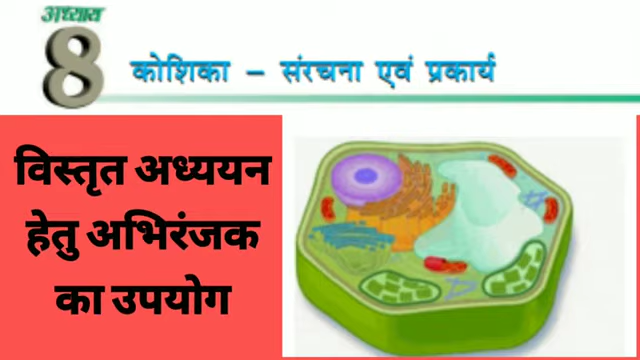 अध्याय
8
कोशिका – संरचना एवं प्रकार्य
विस्तृत अध्ययन
हेतु अभिरंजक
का उपयोग